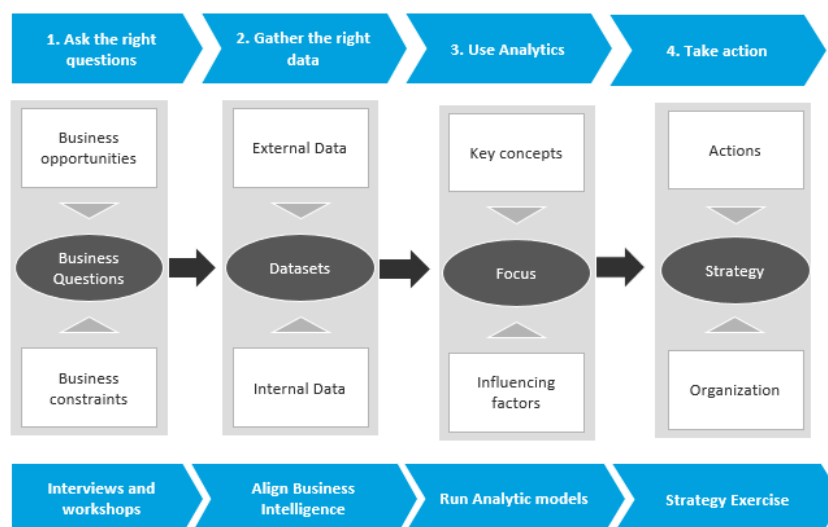 1. Ask the right
questions
2. Gather the right
data
3. Use Analytics
4. Take action
Business
opportunities
External Data
Key concepts
Actions
Business
Questions
Datasets
Focus
Strategy
Business
constraints
Internal Data
Influencing
factors
Organization
Interviews and
workshops
Align Business
Intelligence
Run Analytic models
Strategy Exercise